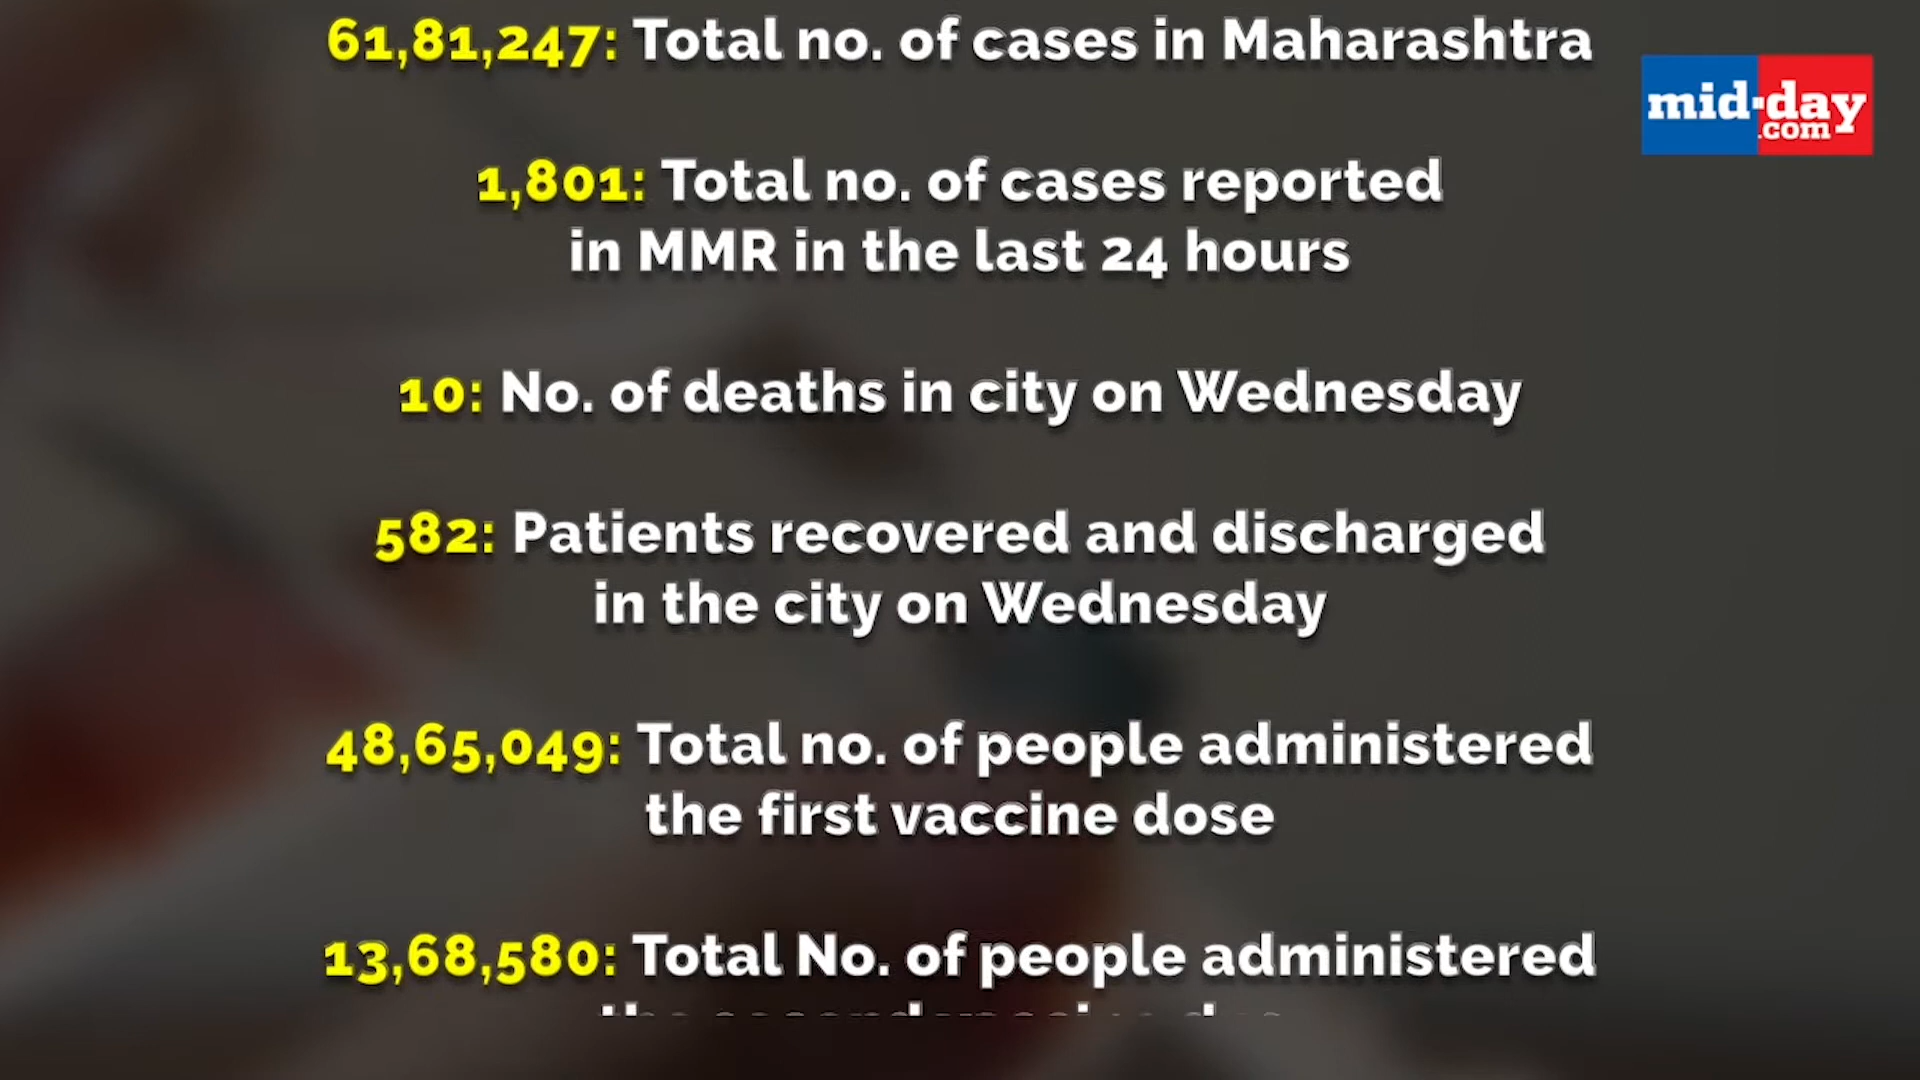 61,81,247: Total no. of cases in Maharashtra
mid-day
.com
1,801: Total no. of cases reported
in MMR in the last 24 hours
10: No. of deaths in city on Wednesday
582: Patients recovered and discharged
in the city on Wednesday
48,65,049: Total no. of people administered
the first vaccine dose
13,68,580: Total No. of people administered